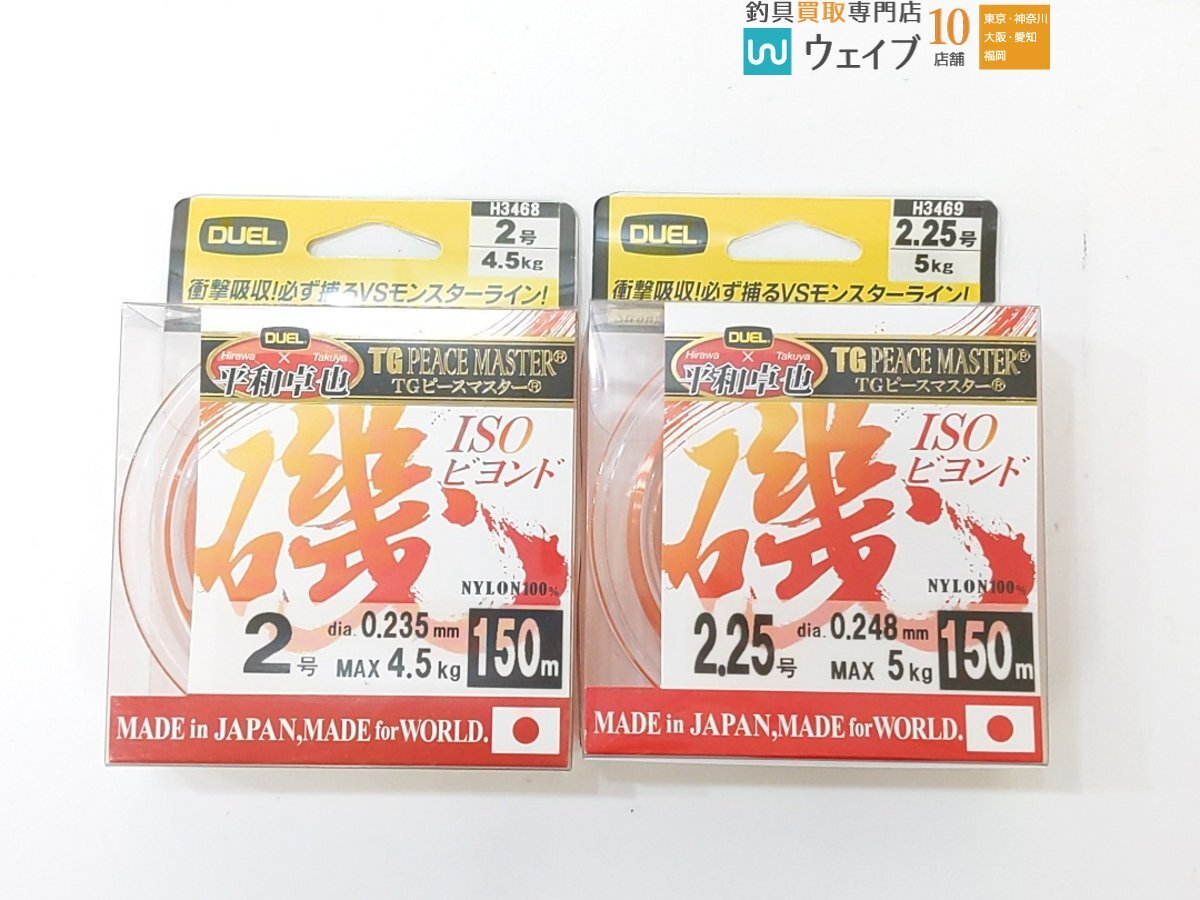 釣具買取専門店
ウェイブ
10
店舗
東京・神奈川
大阪・愛知
福岡
DUEL
H3468
2号
4.5kg
衝撃吸収!必ず捕るVSモンスターライン!
DUEL
Hirawa × Takuya
平和卓也
TG PEACE MASTER®
TGピースマスター®
磯
ISO
ビヨンド
NYLON100%
2号
dia. 0.235mm
MAX 4.5kg
150m
MADE in JAPAN,MADE for WORLD.
DUEL
H3469
2.25号
5kg
衝撃吸収!必ず捕るVSモンスターライン!
Strong
DUEL
Hirawa × Takuya
平和卓也
TG PEACE MASTER®
TGピースマスター®
磯
ISO
ビヨンド
NYLON100%
2.25号
dia. 0.248mm
MAX 5kg
150m
MADE in JAPAN,MADE for WORLD.